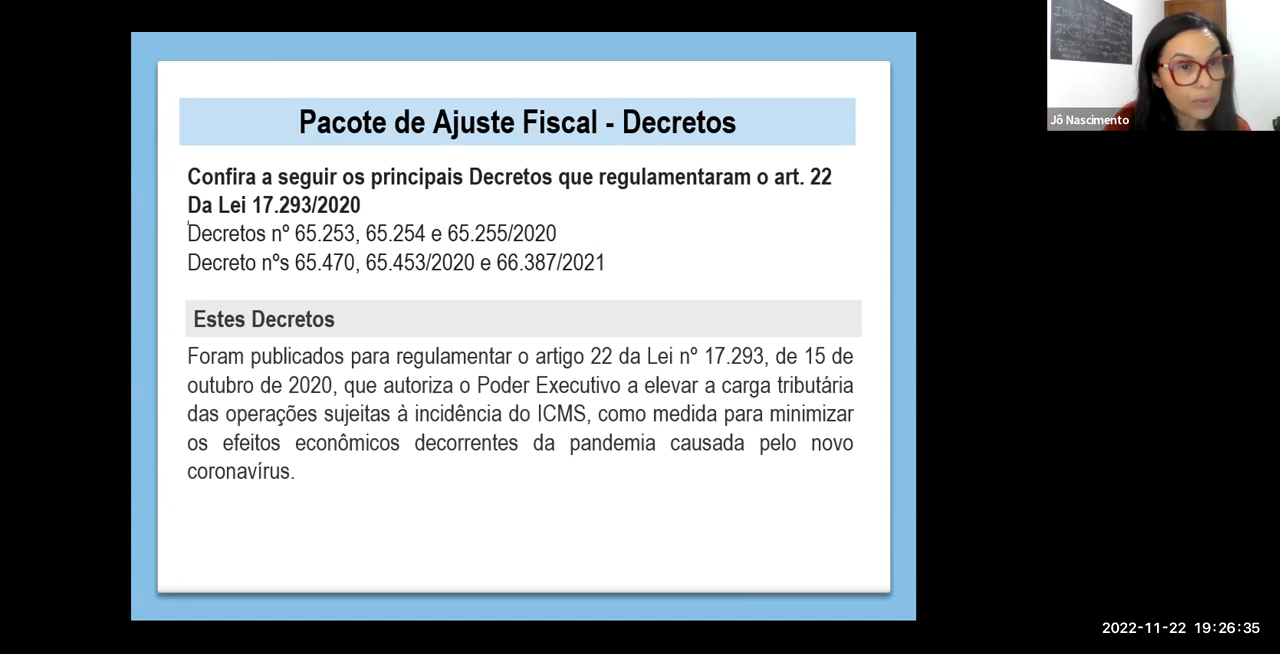 Pacote de Ajuste Fiscal - Decretos
Confira a seguir os principais Decretos que regulamentaram o art. 22
Da Lei 17.293/2020
Decretos nº 65.253, 65.254 e 65.255/2020
Decreto nºs 65.470, 65.453/2020 e 66.387/2021
Estes Decretos
Foram publicados para regulamentar o artigo 22 da Lei nº 17.293, de 15 de
outubro de 2020, que autoriza o Poder Executivo a elevar a carga tributária
das operações sujeitas à incidência do ICMS, como medida para minimizar
os efeitos econômicos decorrentes da pandemia causada pelo novo
coronavírus.
Jô Nascimento
2022-11-22 19:26:35